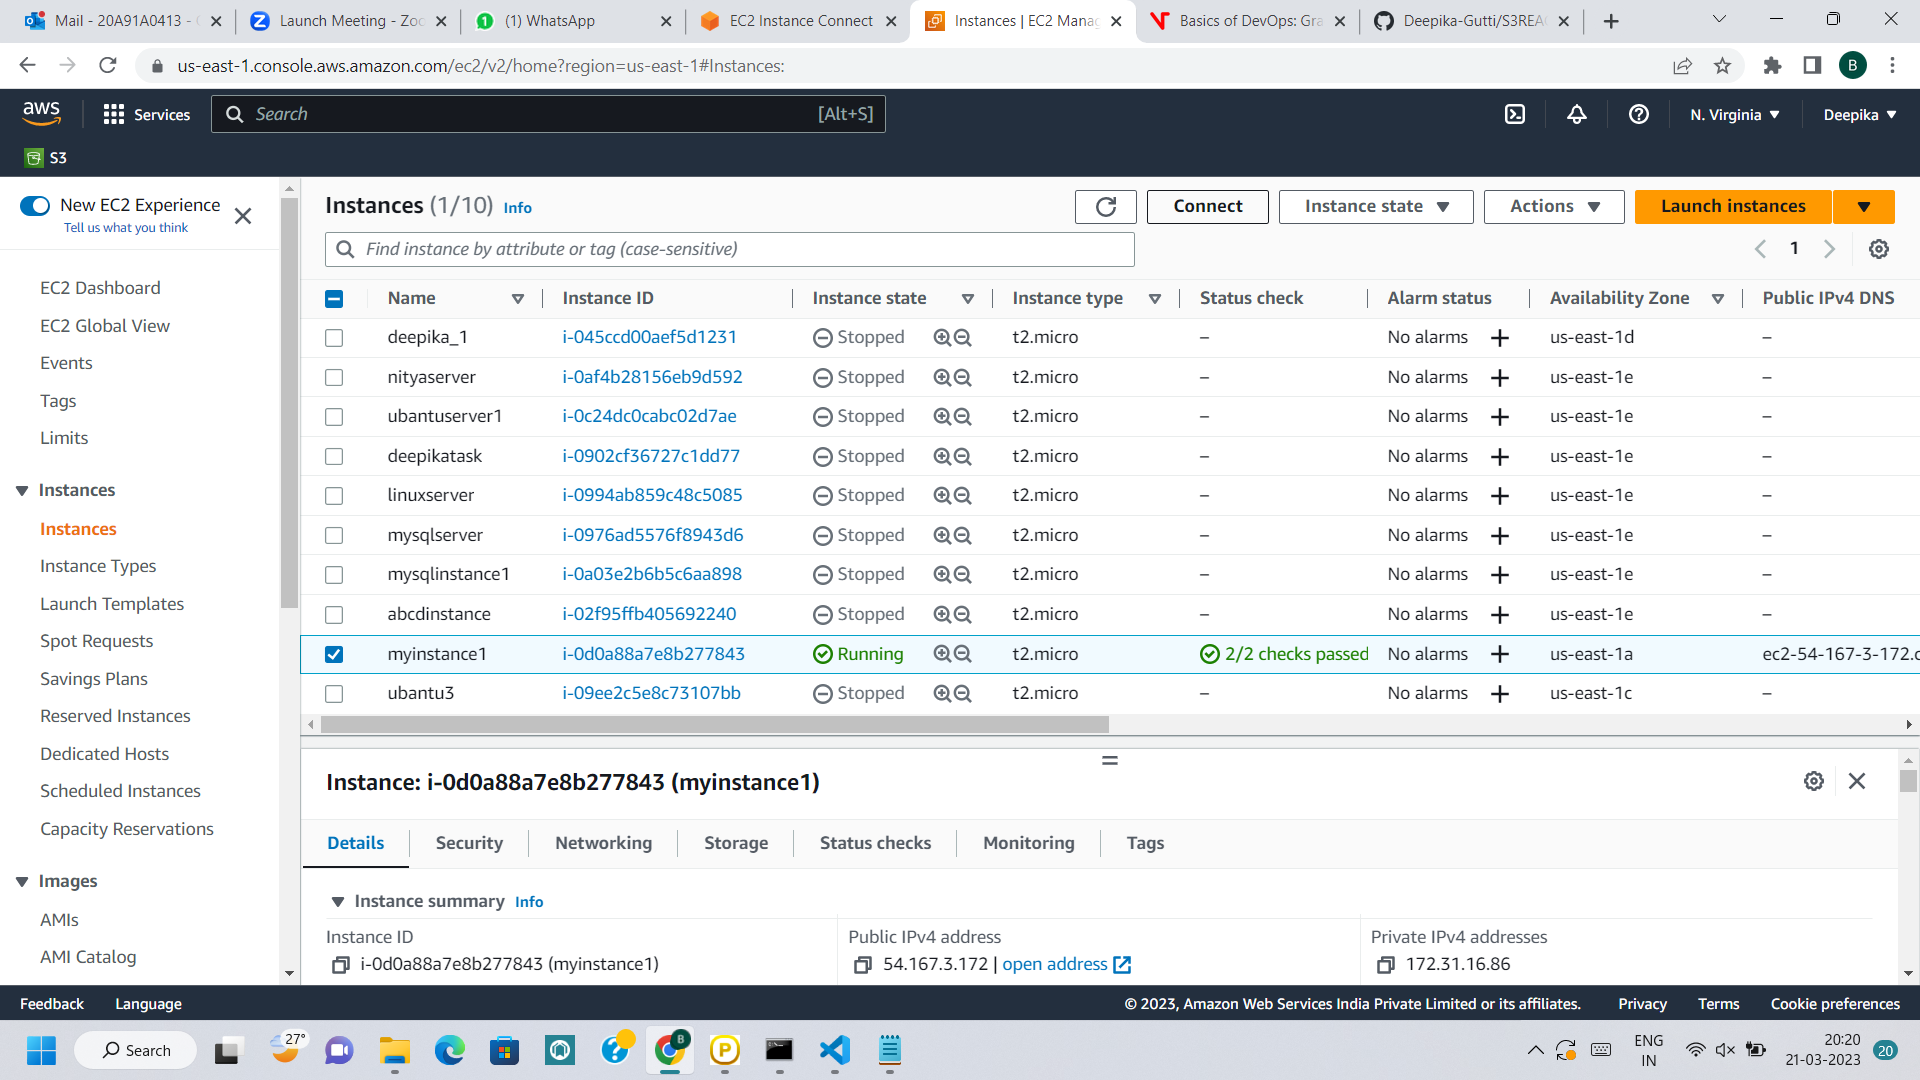 Mail - 20A91A0413 -
Launch Meeting - Zoo
(1) WhatsApp
EC2 Instance Connect
Instances | EC2 Manag
Basics of DevOps: Gra
Deepika-Gutti/S3REA
us-east-1.console.aws.amazon.com/ec2/v2/home?region=us-east-1#Instances:
B
aws
Services
Search
[Alt+S]
N. Virginia
Deepika
S3
New EC2 Experience
Tell us what you think
EC2 Dashboard
EC2 Global View
Events
Tags
Limits
Instances
Instances
Instance Types
Launch Templates
Spot Requests
Savings Plans
Reserved Instances
Dedicated Hosts
Scheduled Instances
Capacity Reservations
Images
AMIs
AMI Catalog
Instances (1/10) Info
Connect
Instance state
Actions
Launch instances
Find instance by attribute or tag (case-sensitive)
1
Name Instance ID Instance state Instance type Status check Alarm status Availability Zone Public IPv4 DNS
deepika_1 i-045ccd00aef5d1231 Stopped t2.micro – No alarms us-east-1d –
nityaserver i-0af4b28156eb9d592 Stopped t2.micro – No alarms us-east-1e –
ubantuserver1 i-0c24dc0cabc02d7ae Stopped t2.micro – No alarms us-east-1e –
deepikatask i-0902cf36727c1dd77 Stopped t2.micro – No alarms us-east-1e –
linuxserver i-0994ab859c48c5085 Stopped t2.micro – No alarms us-east-1e –
mysqlserver i-0976ad5576f8943d6 Stopped t2.micro – No alarms us-east-1e –
mysqlinstance1 i-0a03e2b6b5c6aa898 Stopped t2.micro – No alarms us-east-1e –
abcdinstance i-02f95ffb405692240 Stopped t2.micro – No alarms us-east-1e –
myinstance1 i-0d0a88a7e8b277843 Running t2.micro 2/2 checks passed No alarms us-east-1a ec2-54-167-3-172.c
ubantu3 i-09ee2c5e8c73107bb Stopped t2.micro – No alarms us-east-1c –
Instance: i-0d0a88a7e8b277843 (myinstance1)
Details Security Networking Storage Status checks Monitoring Tags
Instance summary Info
Instance ID
i-0d0a88a7e8b277843 (myinstance1)
Public IPv4 address
54.167.3.172 | open address
Private IPv4 addresses
172.31.16.86
Feedback Language © 2023, Amazon Web Services India Private Limited or its affiliates. Privacy Terms Cookie preferences
Search
27°
B
P
ENG
IN
20:20
21-03-2023
20